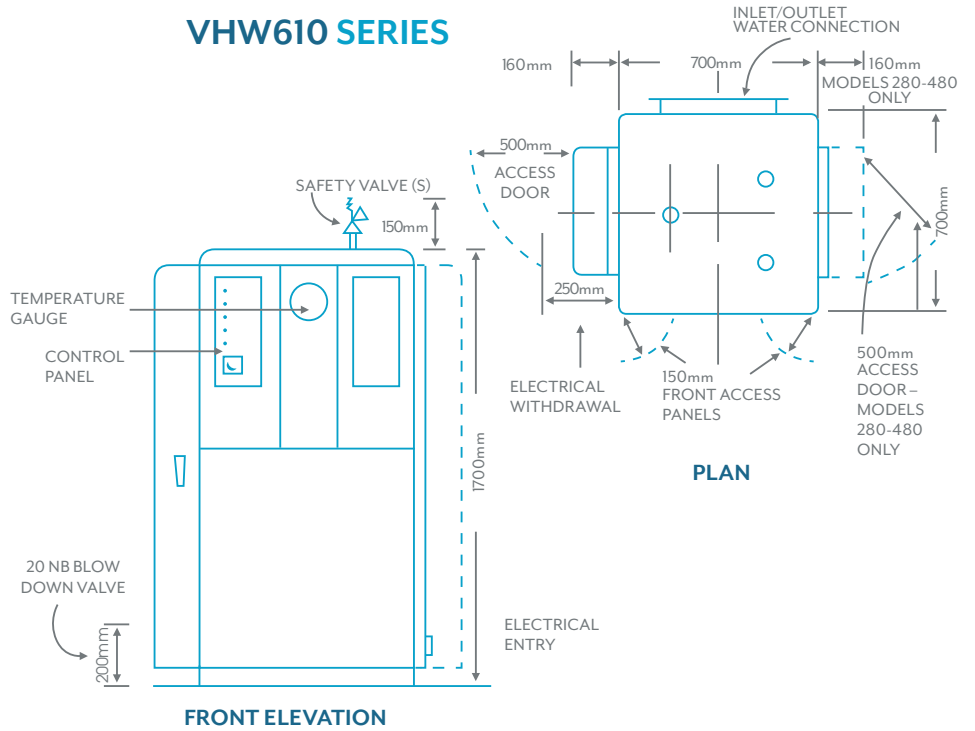 VHW610 SERIES
INLET/OUTLET
WATER CONNECTION
160mm
700mm
160mm
MODELS 280-480
ONLY
500mm
ACCESS
DOOR
700mm
250mm
ELECTRICAL
WITHDRAWAL
150mm
FRONT ACCESS
PANELS
500mm
ACCESS
DOOR –
MODELS
280-480
ONLY
PLAN
SAFETY VALVE (S)
150mm
TEMPERATURE
GAUGE
CONTROL
PANEL
1700mm
20 NB BLOW
DOWN VALVE
200mm
ELECTRICAL
ENTRY
FRONT ELEVATION